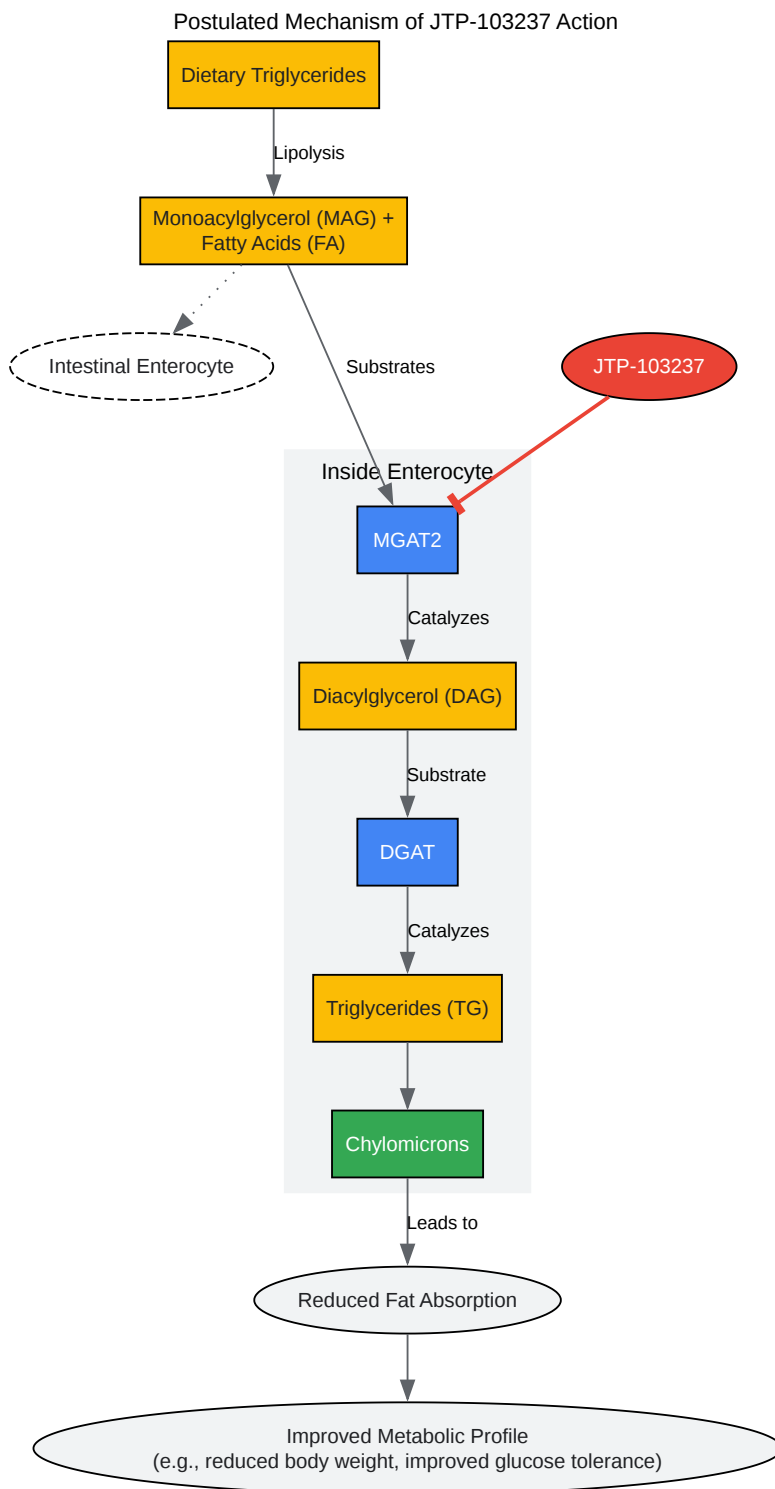 Postulated Mechanism of JTP-103237 Action
Dietary Triglycerides
Lipolysis
Monoacylglycerol (MAG) +
Fatty Acids (FA)
Intestinal Enterocyte
Substrates
JTP-103237
Inside Enterocyte
MGAT2
Catalyzes
Diacylglycerol (DAG)
Substrate
DGAT
Catalyzes
Triglycerides (TG)
Chylomicrons
Leads to
Reduced Fat Absorption
Improved Metabolic Profile
(e.g., reduced body weight, improved glucose tolerance)